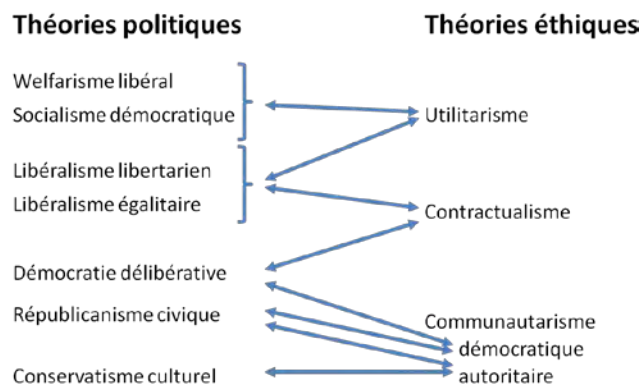 Théories politiques
Théories éthiques
Welfarisme libéral
Socialisme démocratique
Utilitarisme
Libéralisme libertarien
Libéralisme égalitaire
Contractualisme
Démocratie délibérative
Républicanisme civique
Communautarisme
démocratique
Conservatisme culturel
autoritaire